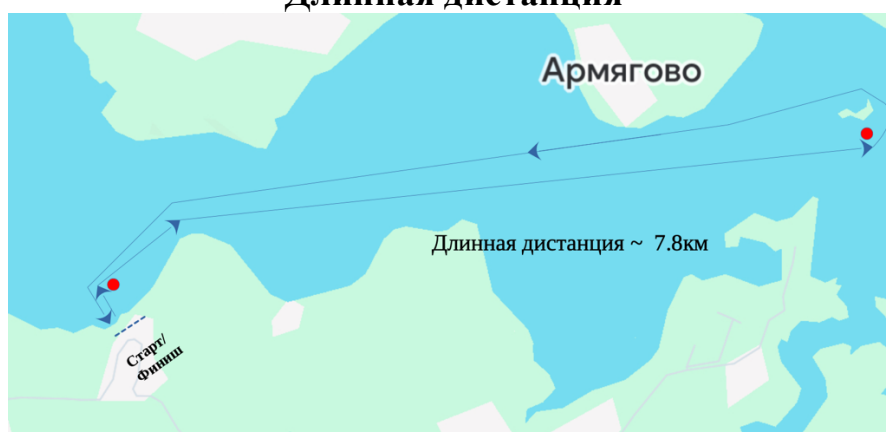 Длинная дистанция
Армягово
Длинная дистанция ~ 7.8км
Старт/
Финиш